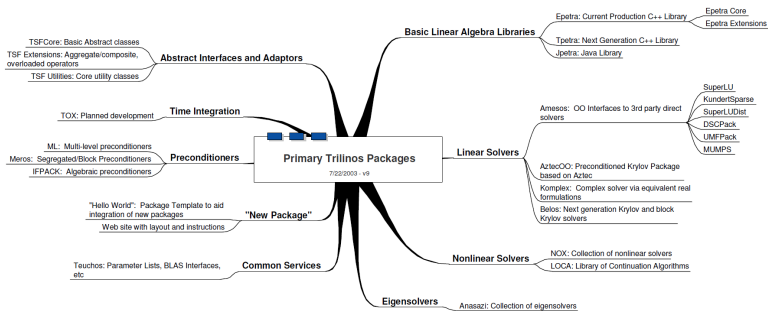 Primary Trilinos Packages
7/22/2003 - v9
Basic Linear Algebra Libraries
Epetra: Current Production C++ Library
Epetra Core
Epetra Extensions
Tpetra: Next Generation C++ Library
Jpetra: Java Library
Linear Solvers
Amesos:  OO Interfaces to 3rd party direct
solvers
SuperLU
KundertSparse
SuperLUDist
DSCPack
UMFPack
MUMPS
AztecOO: Preconditioned Krylov Package
based on Aztec
Komplex:  Complex solver via equivalent real
formulations
Belos: Next generation Krylov and block
Krylov solvers
Nonlinear Solvers
NOX: Collection of nonlinear solvers
LOCA: Library of Continuation Algorithms
Eigensolvers
Anasazi: Collection of eigensolvers
Abstract Interfaces and Adaptors
TSFCore: Basic Abstract classes
TSF Extensions: Aggregate/composite,
overloaded operators
TSF Utilities: Core utility classes
Time Integration
TOX: Planned development
Preconditioners
ML:  Multi-level preconditioners
Meros:  Segregated/Block Preconditioners
IFPACK:  Algebraic preconditioners
"New Package"
"Hello World":  Package Template to aid
integration of new packages
Web site with layout and instructions
Common Services
Teuchos: Parameter Lists, BLAS Interfaces,
etc